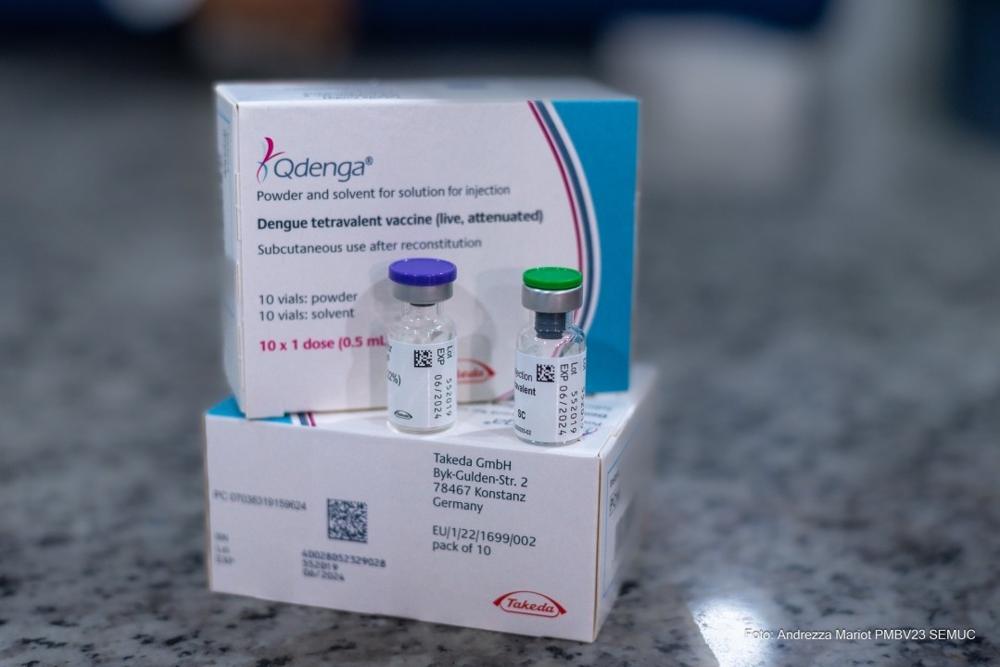 Qdenga®
Powder and solvent for solution for injection
Dengue tetravalent vaccine (live, attenuated)
Subcutaneous use after reconstitution
10 vials: powder
10 vials: solvent
10 x 1 dose (0.5 mL
Lot 552019
EXP 06/2024
Takeda
Lot 552019
EXP 06/2024
SC
Takeda GmbH
Byk-Gulden-Str. 2
78467 Konstanz
Germany
EU/1/22/1699/002
pack of 10
PC 07038319159624
SN
Lot
EXP
40028052329028
552019
06/2024
Takeda
Foto: Andrezza Mariot PMBV23 SEMUC